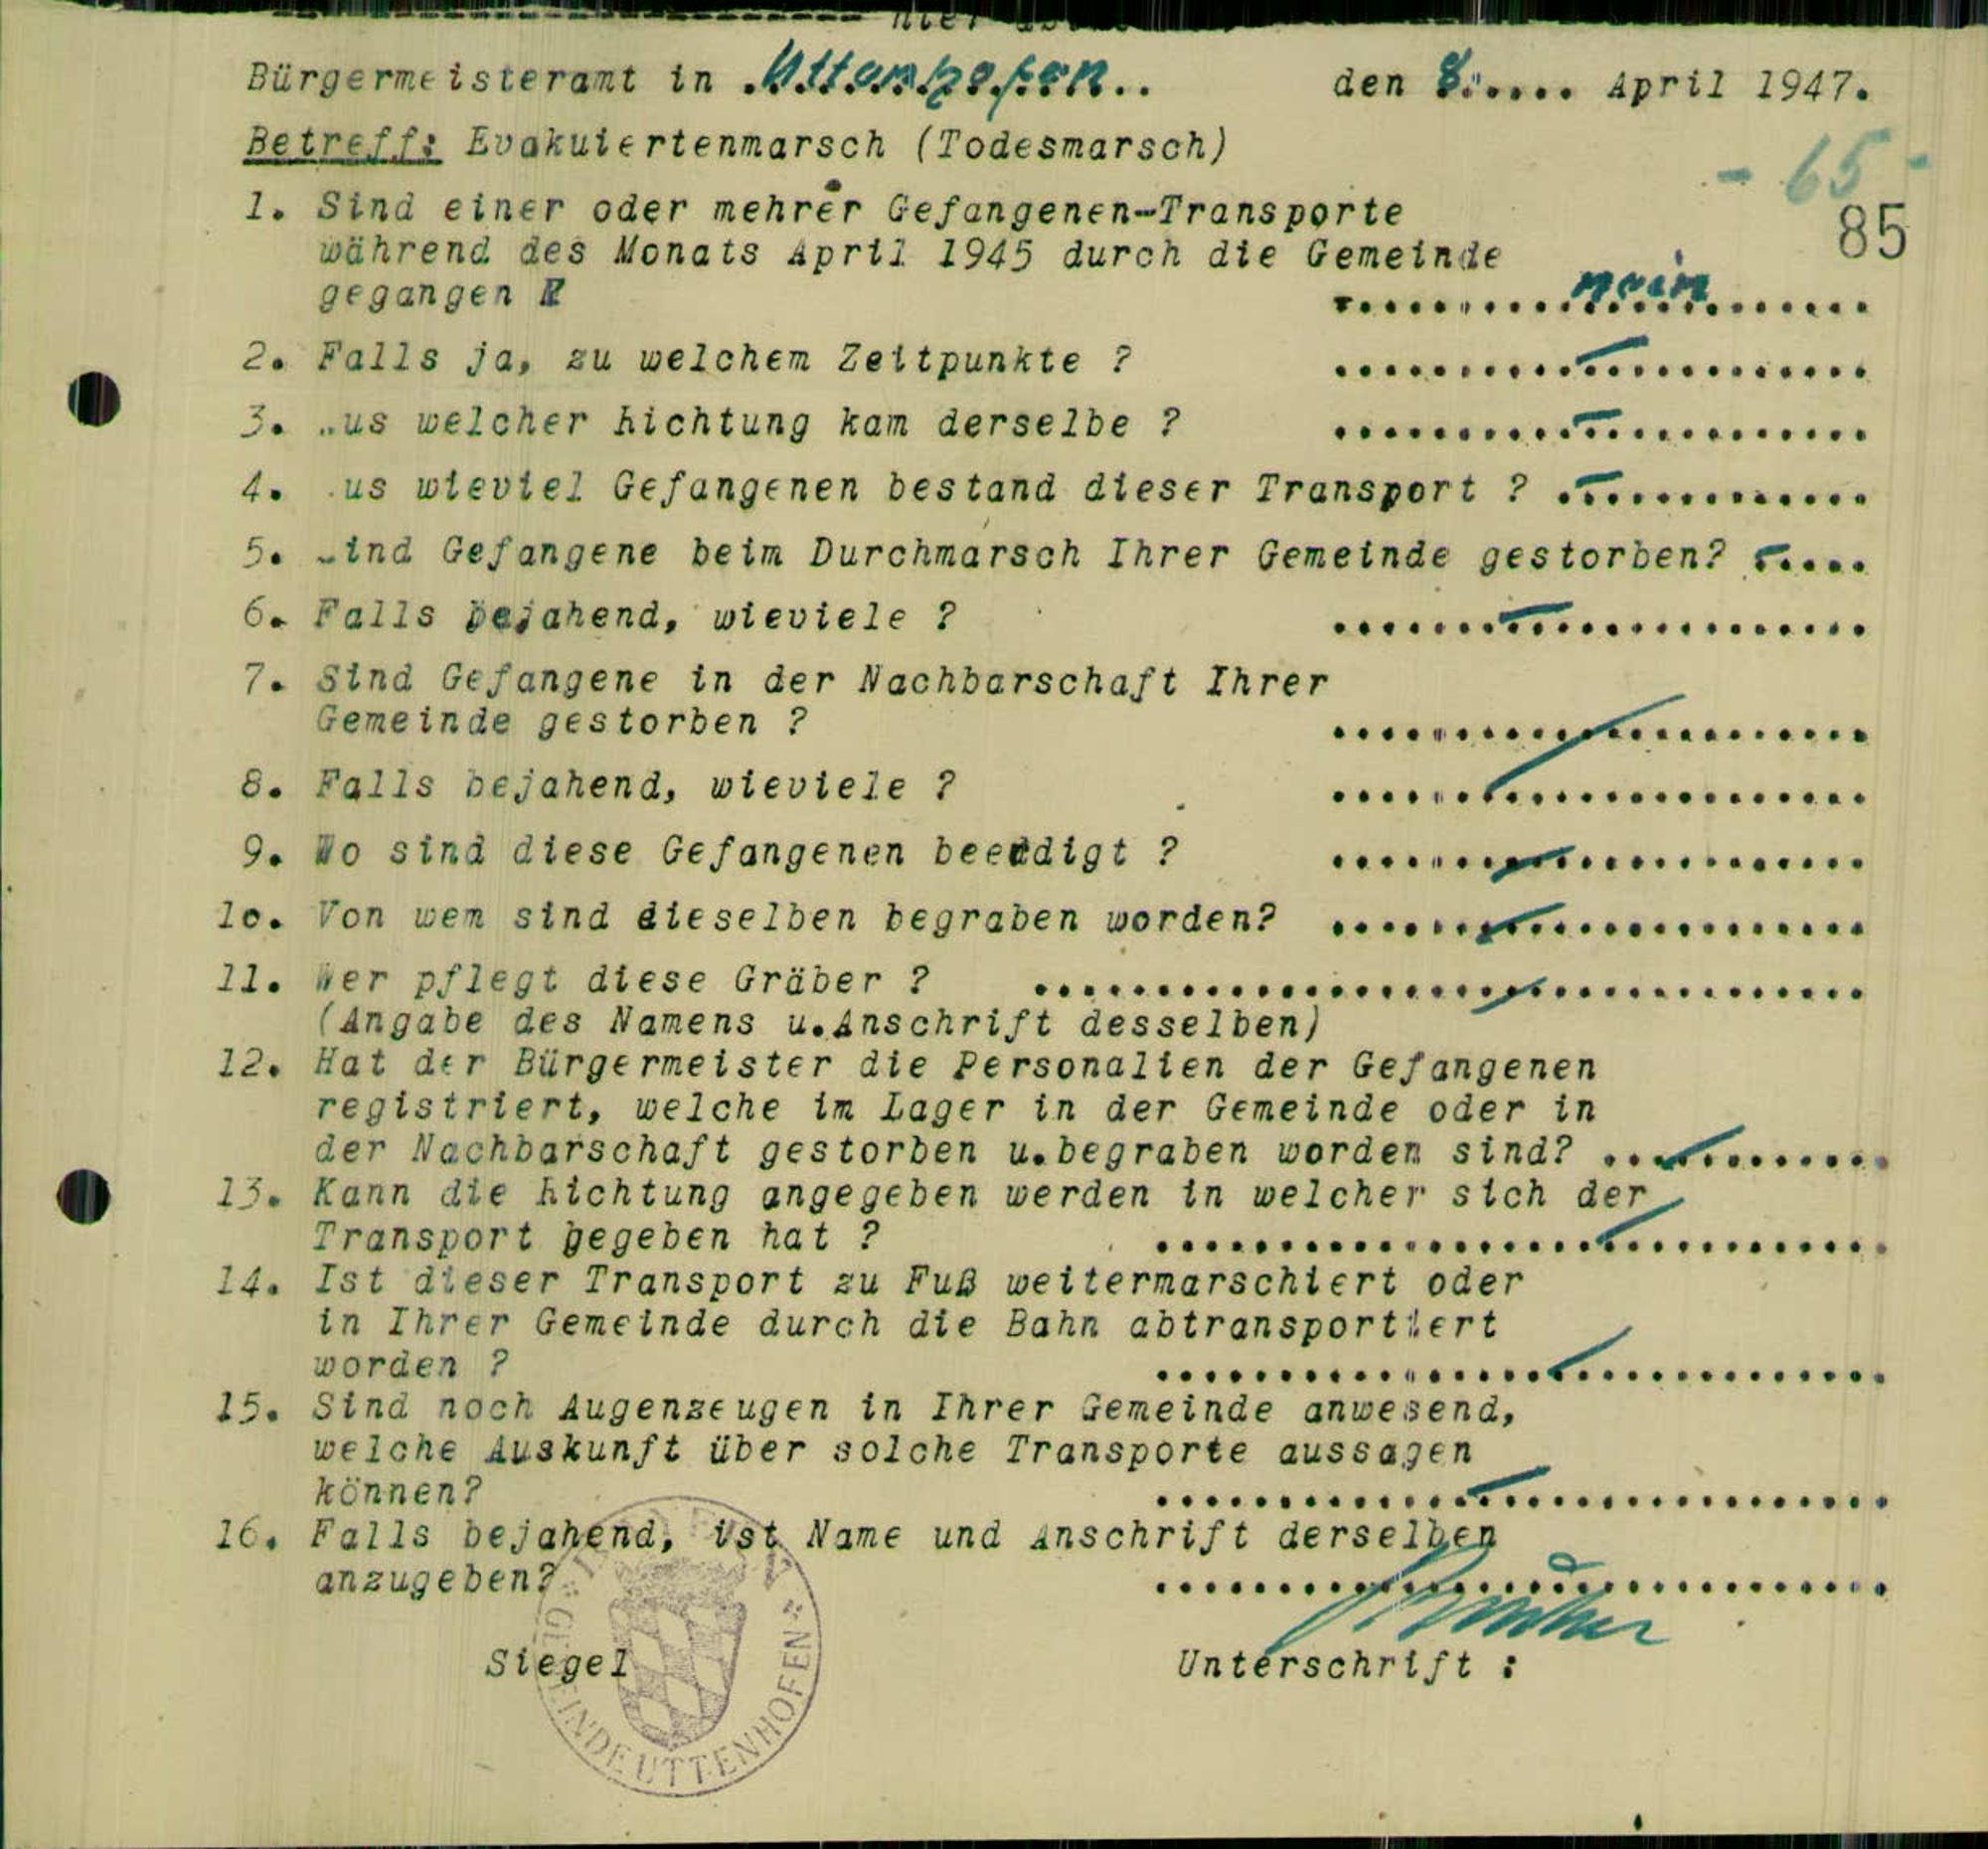 hier
Bürgermeisteramt in Uttenhofen.. den 8..... April 1947.
Betreff: Evakuiertenmarsch (Todesmarsch)
- 65 -
1. Sind einer oder mehrer Gefangenen-Transporte
85
während des Monats April 1945 durch die Gemeinde
gegangen ? ......nein......
2. Falls ja, zu welchem Zeitpunkte ? ......—......
3. .us welcher Richtung kam derselbe ? ......—......
4. .us wieviel Gefangenen bestand dieser Transport ? .—......
5. .ind Gefangene beim Durchmarsch Ihrer Gemeinde gestorben? —....
6. Falls bejahend, wieviele ? ......—......
7. Sind Gefangene in der Nachbarschaft Ihrer
Gemeinde gestorben ? ......—......
8. Falls bejahend, wieviele ? ......—......
9. Wo sind diese Gefangenen beerdigt ? ......—......
10. Von wem sind dieselben begraben worden? ......—......
11. Wer pflegt diese Gräber ? ......—......
(Angabe des Namens u.Anschrift desselben)
12. Hat der Bürgermeister die Personalien der Gefangenen
registriert, welche im Lager in der Gemeinde oder in
der Nachbarschaft gestorben u.begraben worden sind? ...—......
13. Kann die Richtung angegeben werden in welcher sich der
Transport begeben hat ? ......—......
14. Ist dieser Transport zu Fuß weitermarschiert oder
in Ihrer Gemeinde durch die Bahn abtransportiert
worden ? ......—......
15. Sind noch Augenzeugen in Ihrer Gemeinde anwesend,
welche Auskunft über solche Transporte aussagen
können? ......—......
16. Falls bejahend, ist Name und Anschrift derselben
anzugeben? ............
Siegel Unterschrift :
GEMEINDE UTTENHOFEN